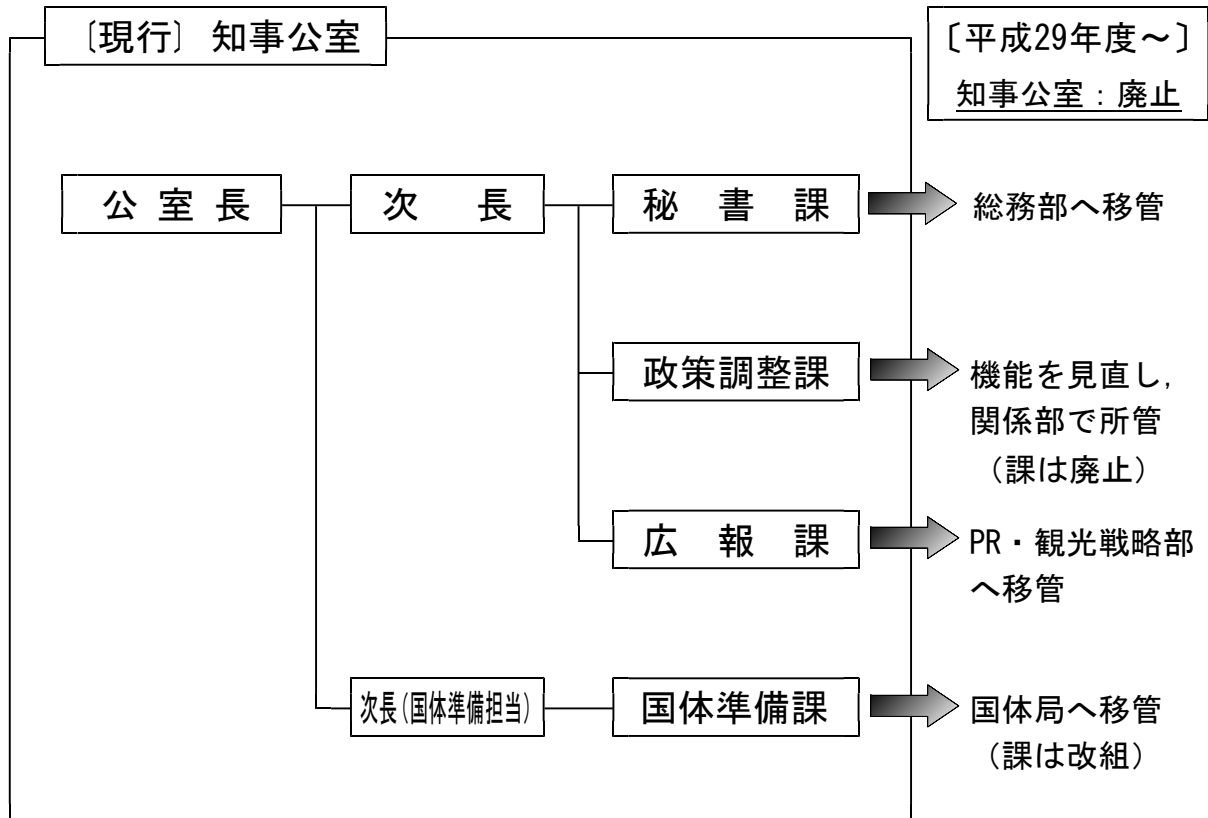 〔現行〕 知事公室
〔平成29年度～〕
知事公室：廃止
公 室 長
次 長
秘 書 課
総務部へ移管
政策調整課
機能を見直し，
関係部で所管
（課は廃止）
広 報 課
PR・観光戦略部
へ移管
次長(国体準備担当)
国体準備課
国体局へ移管
（課は改組）